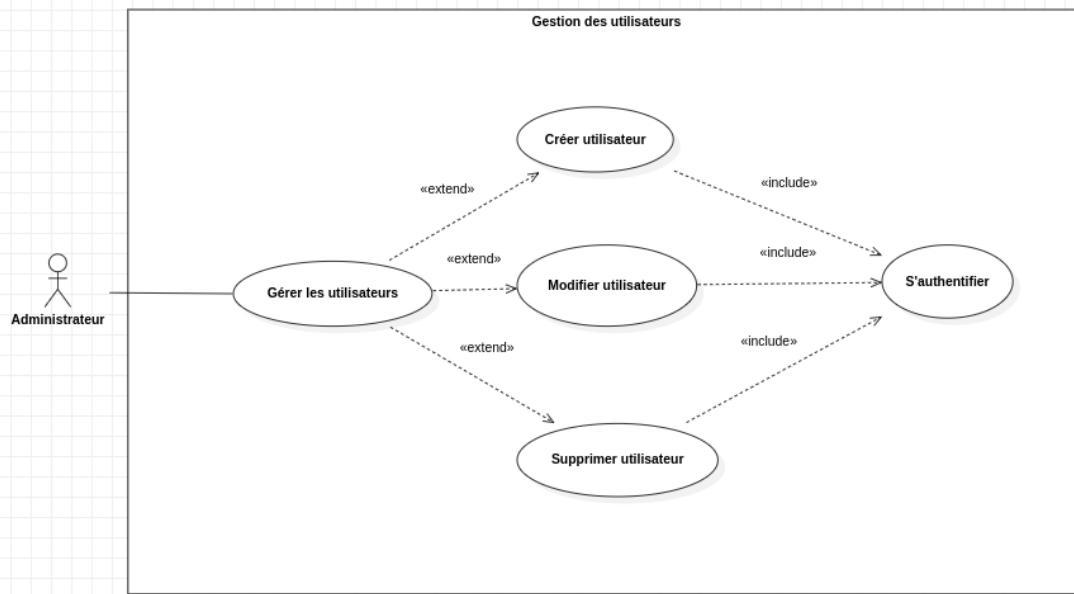 Gestion des utilisateurs
Créer utilisateur
«extend»
«include»
«extend»
«include»
Gérer les utilisateurs
Modifier utilisateur
S'authentifier
Administrateur
«extend»
«include»
Supprimer utilisateur